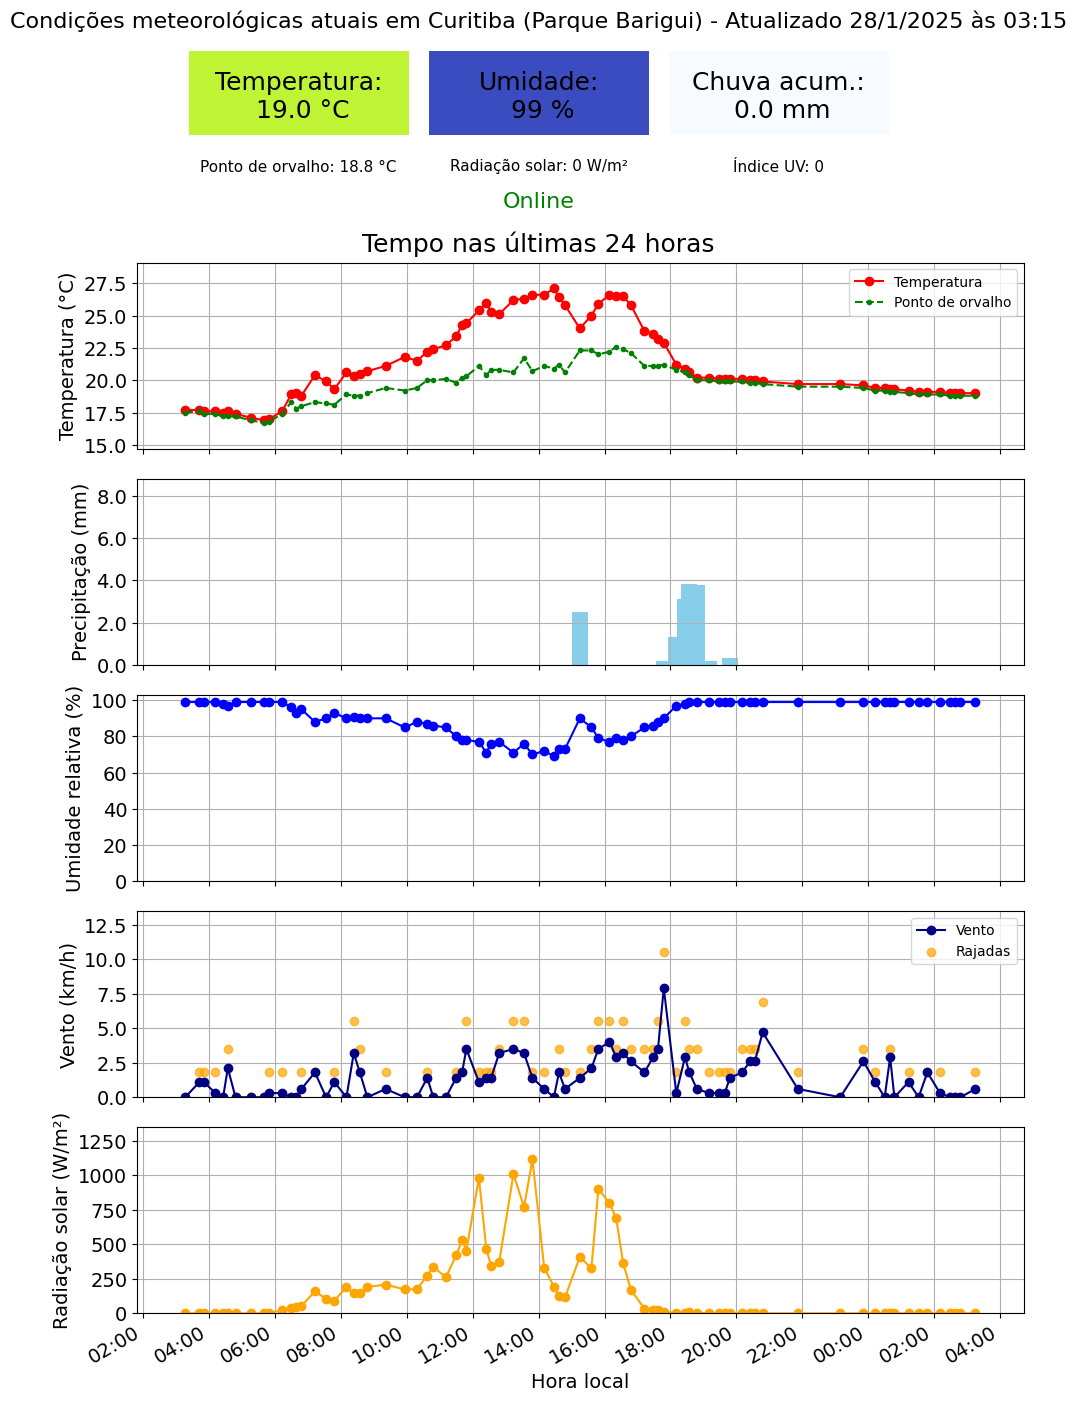 Condições meteorológicas atuais em Curitiba (Parque Barigui) - Atualizado 28/1/2025 às 03:15
Temperatura:
19.0 °C
Umidade:
99 %
Chuva acum.:
0.0 mm
Ponto de orvalho: 18.8 °C
Radiação solar: 0 W/m²
Índice UV: 0
Online
Tempo nas últimas 24 horas
Temperatura (°C)
27.5
25.0
22.5
20.0
17.5
15.0
Temperatura
Ponto de orvalho
Precipitação (mm)
8.0
6.0
4.0
2.0
0.0
Umidade relativa (%)
100
80
60
40
20
0
Vento (km/h)
12.5
10.0
7.5
5.0
2.5
0.0
Vento
Rajadas
Radiação solar (W/m²)
1250
1000
750
500
250
0
02:00 04:00 06:00 08:00 10:00 12:00 14:00 16:00 18:00 20:00 22:00 00:00 02:00 04:00
Hora local